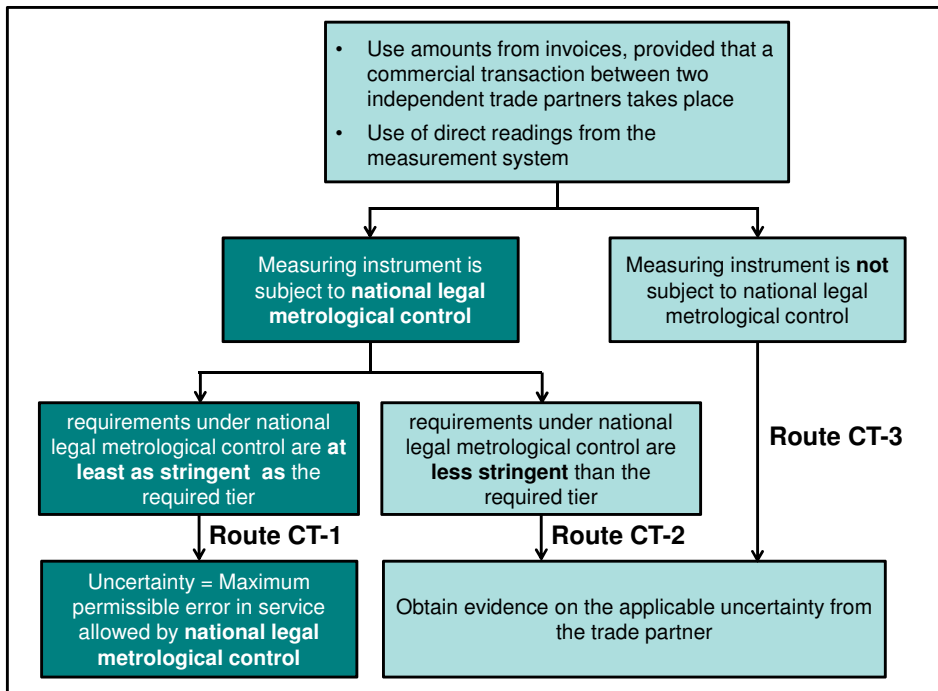 • Use amounts from invoices, provided that a
commercial transaction between two
independent trade partners takes place
• Use of direct readings from the
measurement system
Measuring instrument is
subject to national legal
metrological control
Measuring instrument is not
subject to national legal
metrological control
requirements under national
legal metrological control are at
least as stringent as the
required tier
requirements under national
legal metrological control are
less stringent than the
required tier
Route CT-3
Route CT-1
Route CT-2
Uncertainty = Maximum
permissible error in service
allowed by national legal
metrological control
Obtain evidence on the applicable uncertainty from
the trade partner